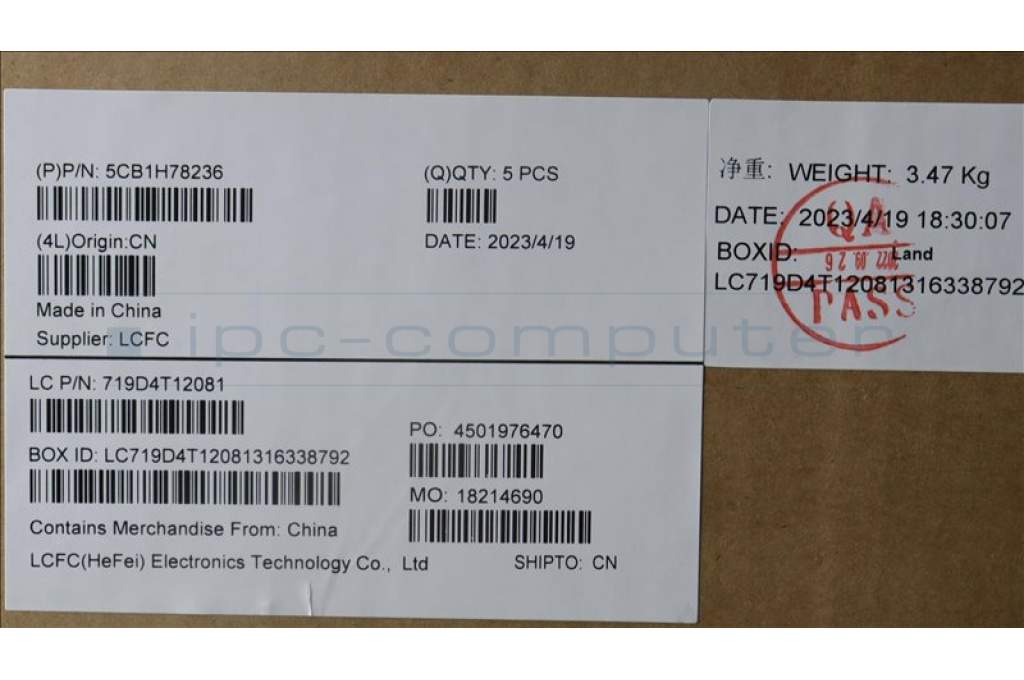 (P)P/N: 5CB1H78236
(Q)QTY: 5 PCS
(4L)Origin:CN
DATE: 2023/4/19
Made in China
Supplier: LCFC
净重: WEIGHT: 3.47 Kg
DATE: 2023/4/19 18:30:07
BOXID: Land
LC719D4T12081316338792
QA
PASS
ipc-computer
LC P/N: 719D4T12081
PO: 4501976470
BOX ID: LC719D4T12081316338792
MO: 18214690
Contains Merchandise From: China
LCFC(HeFei) Electronics Technology Co., Ltd SHIPTO: CN